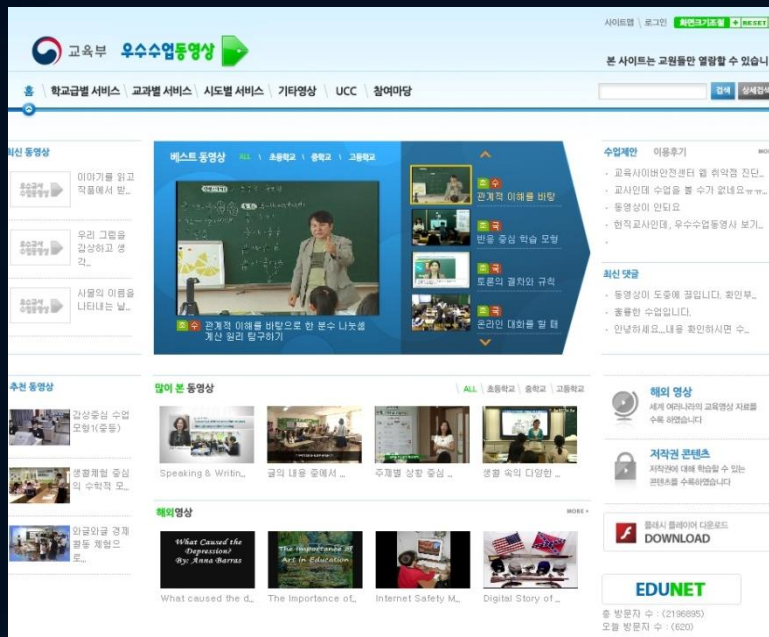 사이트맵 \ 로그인 화면크기조절 + RESET
교육부 우수수업동영상
본 사이트는 교원들만 열람할 수 있습니
홈 \ 학교급별 서비스 \ 교과별 서비스 \ 시도별 서비스 \ 기타영상 \ UCC \ 참여마당
검색 상세검색
최신 동영상
이야기를 읽고
작품에서 받...
우리 그림을
감상하고 생
각...
사물의 이름을
나타내는 낱...
베스트 동영상 ALL \ 초등학교 \ 중학교 \ 고등학교
초 수 관계적 이해를 바탕으로 한 분수 나눗셈
계산 원리 탐구하기
초 수
관계적 이해를 바탕
초 국
반응 중심 학습 모형
초 국
토론의 절차와 규칙
초 국
온라인 대화를 할 때
수업제안 이용후기
· 교육사이버안전센터 웹 취약점 진단...
· 교사인데 수업을 볼 수가 없네요ㅠㅠ...
· 동영상이 안되요
· 현직교사인데, 우수수업동영사 보기...
최신 댓글
· 동영상이 도중에 끊입니다. 확인부...
· 훌륭한 수업입니다.
· 안녕하세요...내용 확인하시면 수...
추천 동영상
감상중심 수업
모형1(중등)
생활체험 중심
의 수학적 모...
와글와글 경제
활동 체험으
로...
많이 본 동영상 \ ALL \ 초등학교 \ 중학교 \ 고등학교
Speaking & Writin...
글의 내용 중에서 ...
주제별 상황 중심 ...
생활 속의 다양한 ...
해외영상 MORE
What Caused the
Depression?
By: Anna Barras
The Importance of
Art in Education
What caused the d...
The Importance of...
Internet Safety M...
Digital Story of ...
해외 영상
세계 여러나라의 교육영상 자료를
수록 하였습니다
저작권 콘텐츠
저작권에 대해 학습할 수 있는
콘텐츠를 수록하였습니다
플래시 플레이어 다운로드
DOWNLOAD
EDUNET
총 방문자 수 : (2196895)
오늘 방문자 수 : (620)